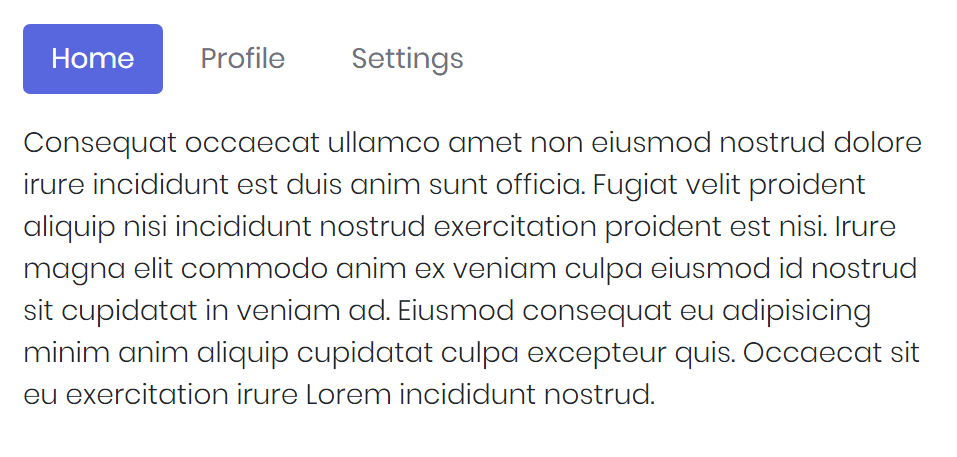 Home Profile Settings
Consequat occaecat ullamco amet non eiusmod nostrud dolore
irure incididunt est duis anim sunt officia. Fugiat velit proident
aliquip nisi incididunt nostrud exercitation proident est nisi. Irure
magna elit commodo anim ex veniam culpa eiusmod id nostrud
sit cupidatat in veniam ad. Eiusmod consequat eu adipisicing
minim anim aliquip cupidatat culpa excepteur quis. Occaecat sit
eu exercitation irure Lorem incididunt nostrud.